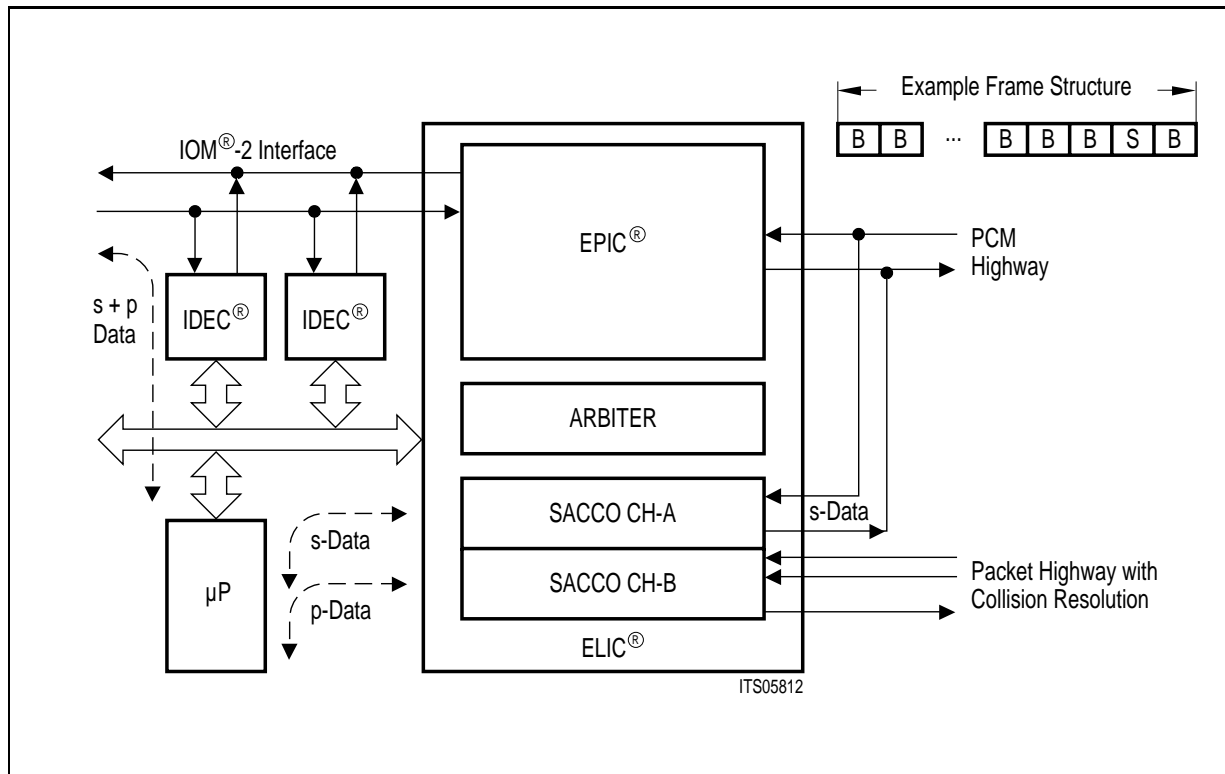 Example Frame Structure
B B ... B B B S B
IOM®-2 Interface
EPIC®
PCM
Highway
s + p
Data
IDEC®
IDEC®
ARBITER
SACCO CH-A
s-Data
s-Data
µP
SACCO CH-B
p-Data
Packet Highway with
Collision Resolution
ELIC®
ITS05812